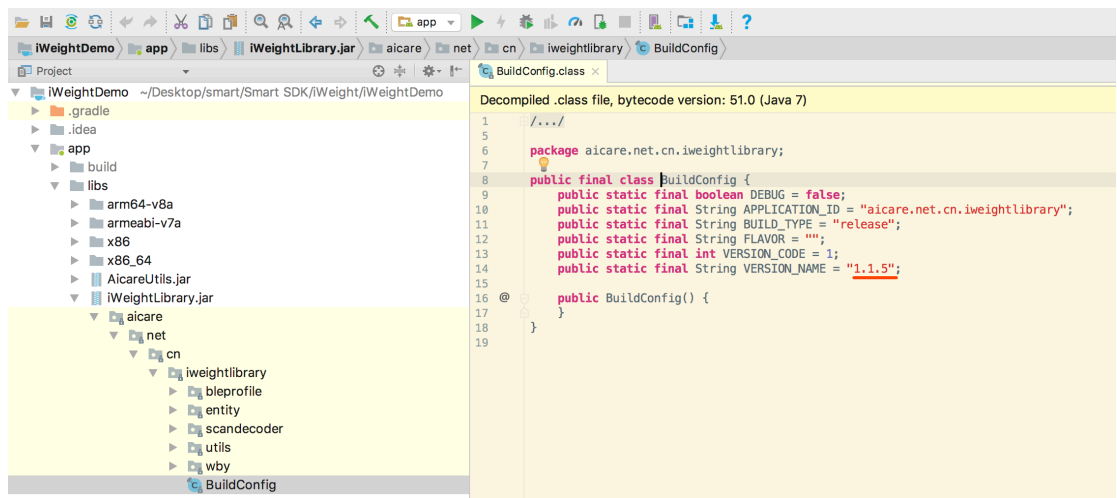 app
iWeightDemo app libs iWeightLibrary.jar aicare net cn iweightlibrary BuildConfig
Project
BuildConfig.class
iWeightDemo ~/Desktop/smart/Smart SDK/iWeight/iWeightDemo
.gradle
.idea
app
build
libs
arm64-v8a
armeabi-v7a
x86
x86_64
AicareUtils.jar
iWeightLibrary.jar
aicare
net
cn
iweightlibrary
bleprofile
entity
scandecoder
utils
wby
BuildConfig
Decompiled .class file, bytecode version: 51.0 (Java 7)
1 /.../
5
6 package aicare.net.cn.iweightlibrary;
7
8 public final class BuildConfig {
9 public static final boolean DEBUG = false;
10 public static final String APPLICATION_ID = "aicare.net.cn.iweightlibrary";
11 public static final String BUILD_TYPE = "release";
12 public static final String FLAVOR = "";
13 public static final int VERSION_CODE = 1;
14 public static final String VERSION_NAME = "1.1.5";
15
16 @ public BuildConfig() {
17 }
18 }
19